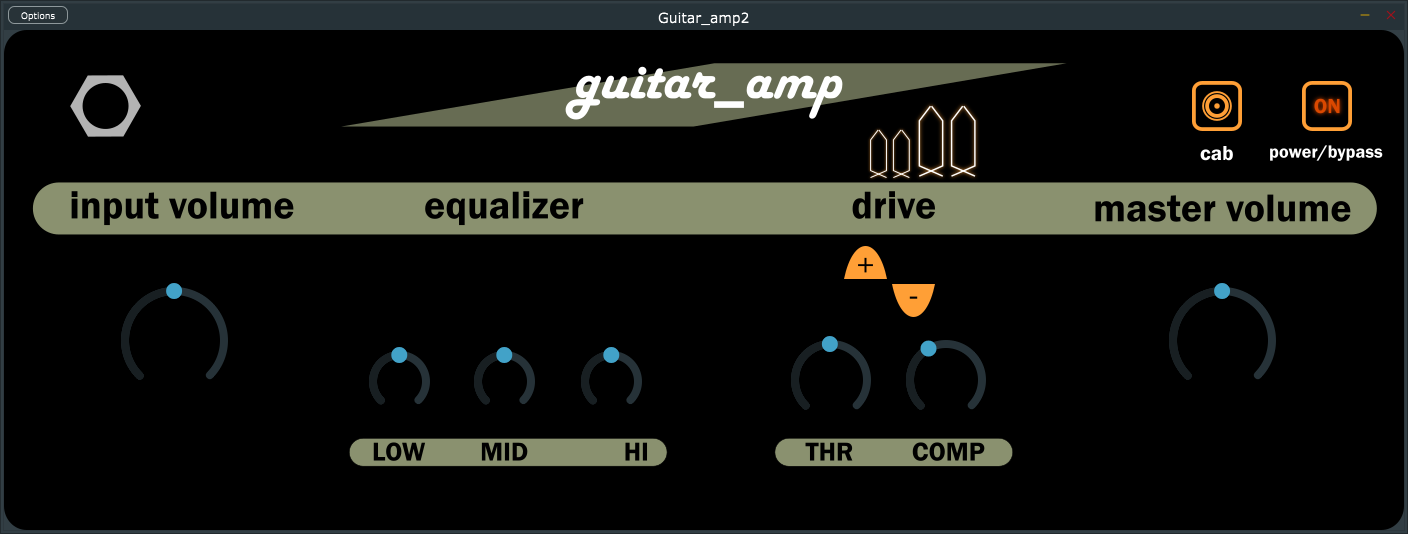 Options
Guitar_amp2
guitar_amp
ON
cab
power/bypass
input volume
equalizer
drive
master volume
+
-
LOW
MID
HI
THR
COMP